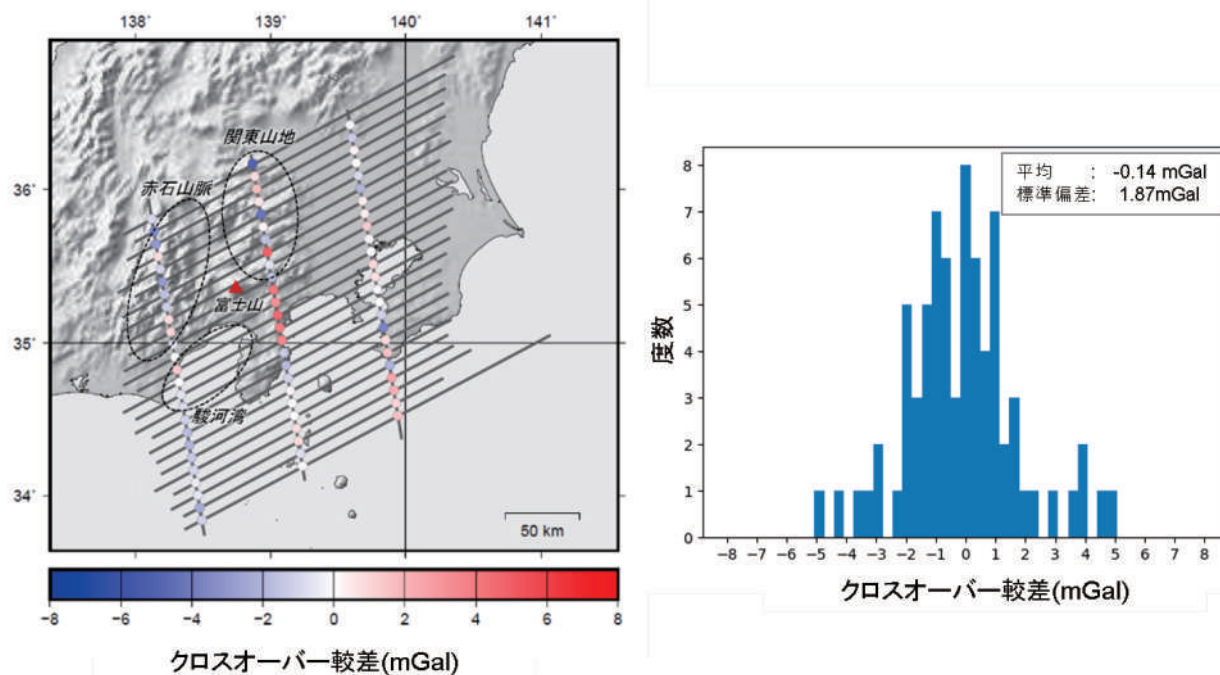 138° 139° 140° 141°
関東山地
36°
赤石山脈
富士山
35°
駿河湾
34°
50 km
−8 −6 −4 −2 0 2 4 6 8
クロスオーバー較差(mGal)
平均 : -0.14 mGal
標準偏差: 1.87mGal
8
7
6
5
4
3
2
1
0
度数
−8 −7 −6 −5 −4 −3 −2 −1 0 1 2 3 4 5 6 7 8
クロスオーバー較差(mGal)